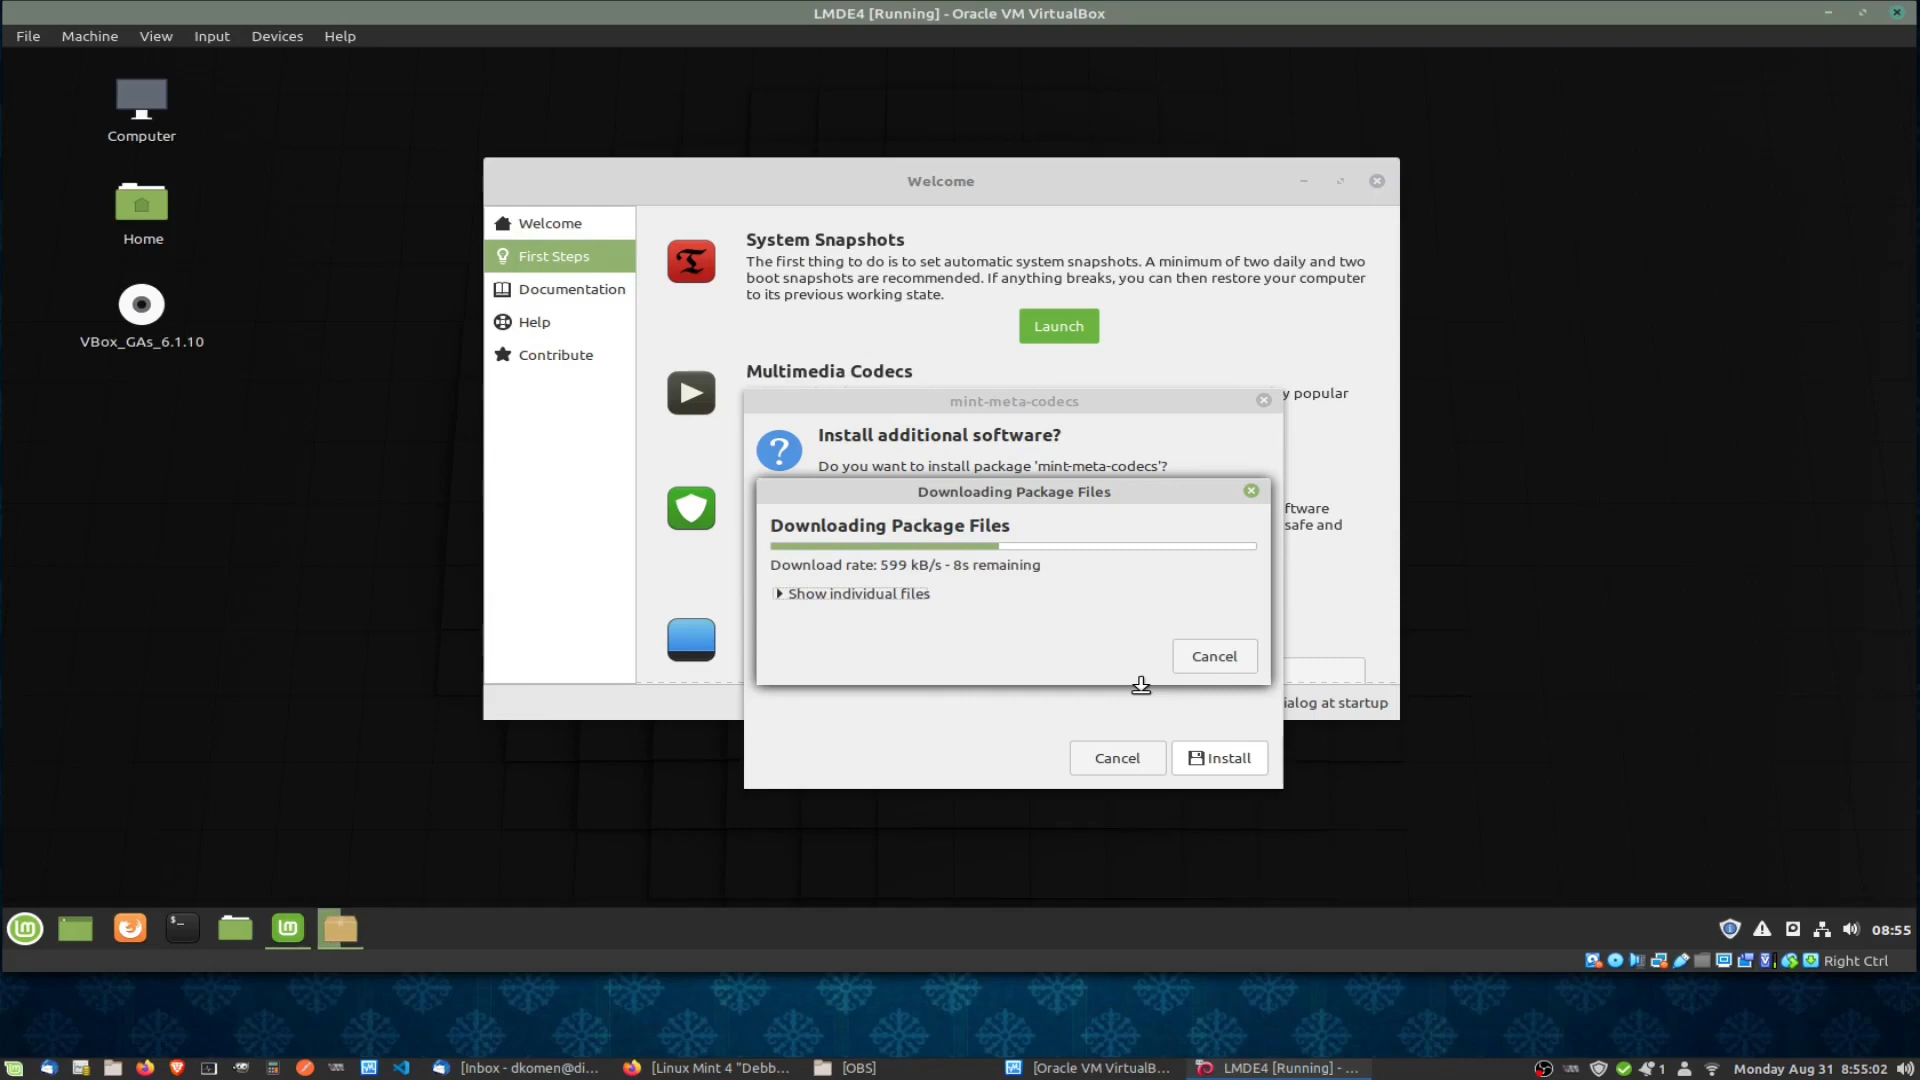 LMDE4 [Running] - Oracle VM VirtualBox
File Machine View Input Devices Help
Computer
Home
VBox_GAs_6.1.10
Welcome
Welcome
First Steps
Documentation
Help
Contribute
System Snapshots
The first thing to do is to set automatic system snapshots. A minimum of two daily and two
boot snapshots are recommended. If anything breaks, you can then restore your computer
to its previous working state.
Launch
Multimedia Codecs
y popular
mint-meta-codecs
Install additional software?
Do you want to install package 'mint-meta-codecs'?
Downloading Package Files
Downloading Package Files
Download rate: 599 kB/s - 8s remaining
Show individual files
Cancel
ftware
safe and
ialog at startup
Cancel Install
08:55
Right Ctrl
[Inbox - dkomen@di... [Linux Mint 4 "Debb... [OBS] [Oracle VM VirtualB... LMDE4 [Running] - ... 1 Monday Aug 31 8:55:02